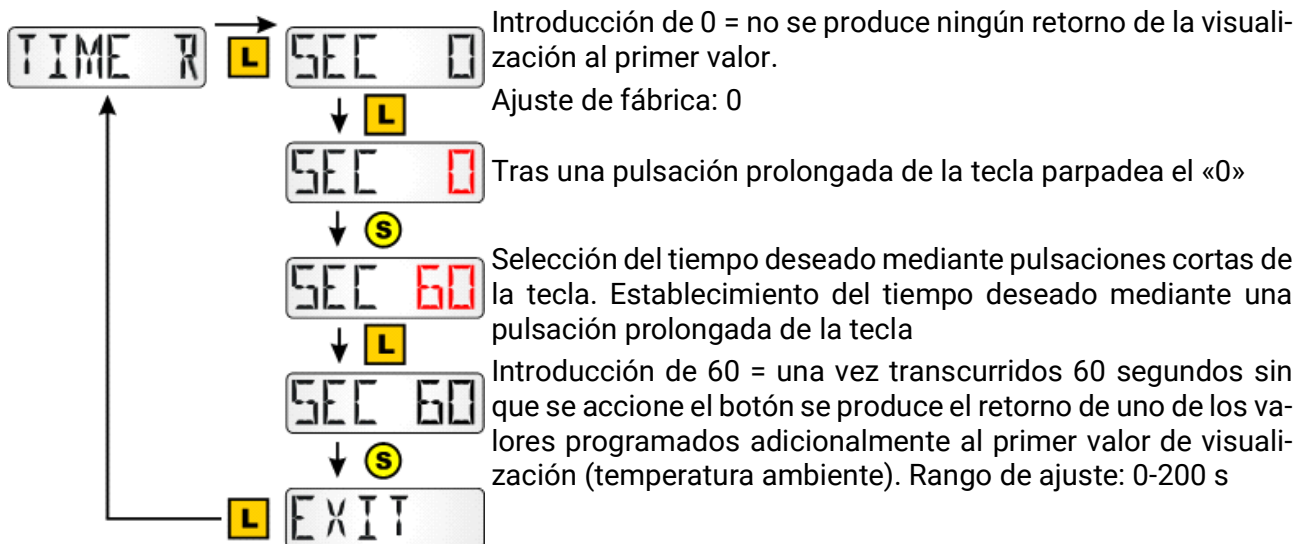 TIME R
L
SEC 0
Introducción de 0 = no se produce ningún retorno de la visuali-
zación al primer valor.
Ajuste de fábrica: 0
L
SEC 0
Tras una pulsación prolongada de la tecla parpadea el «0»
S
SEC 60
Selección del tiempo deseado mediante pulsaciones cortas de
la tecla. Establecimiento del tiempo deseado mediante una
pulsación prolongada de la tecla
L
SEC 60
Introducción de 60 = una vez transcurridos 60 segundos sin
que se accione el botón se produce el retorno de uno de los va-
lores programados adicionalmente al primer valor de visuali-
zación (temperatura ambiente). Rango de ajuste: 0-200 s
S
L
EXIT